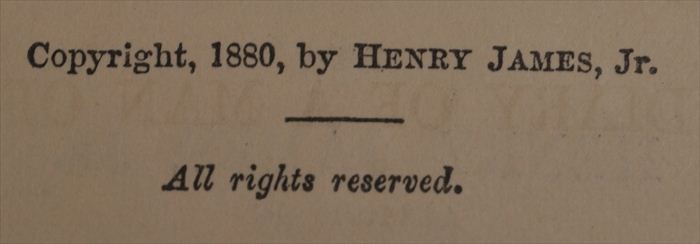 Copyright, 1880, by HENRY JAMES, Jr.
All rights reserved.